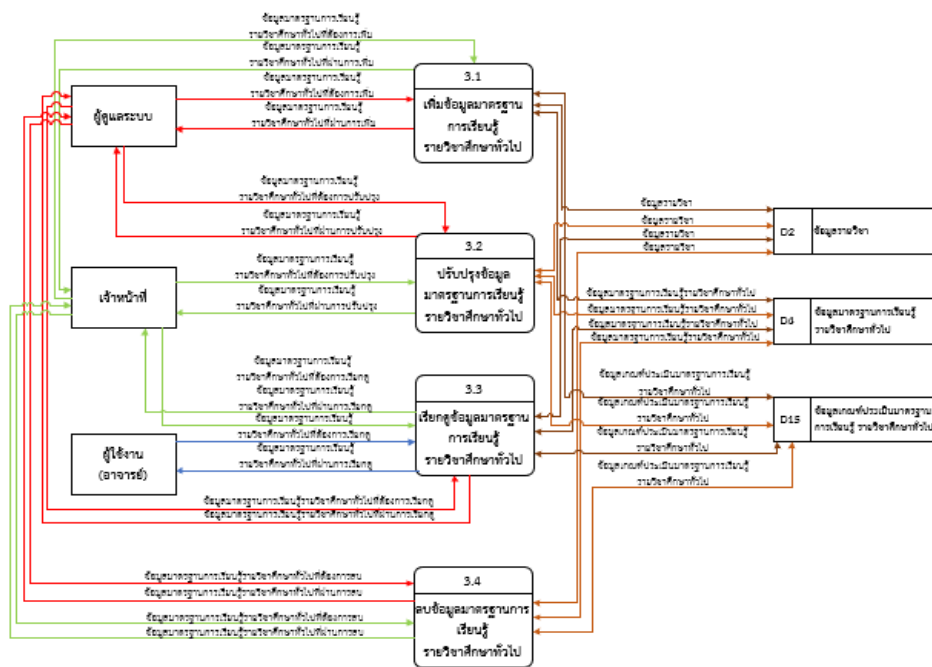 ข้อมูลมาตรฐานการเรียนรู้
รายวิชาศึกษาทั่วไปที่ต้องการเพิ่ม
ข้อมูลมาตรฐานการเรียนรู้
รายวิชาศึกษาทั่วไปที่ผ่านการเพิ่ม
ข้อมูลมาตรฐานการเรียนรู้
รายวิชาศึกษาทั่วไปที่ต้องการเพิ่ม
ข้อมูลมาตรฐานการเรียนรู้
รายวิชาศึกษาทั่วไปที่ผ่านการเพิ่ม
ผู้ดูแลระบบ
3.1
เพิ่มข้อมูลมาตรฐาน
การเรียนรู้
รายวิชาศึกษาทั่วไป
ข้อมูลมาตรฐานการเรียนรู้
รายวิชาศึกษาทั่วไปที่ต้องการปรับปรุง
ข้อมูลมาตรฐานการเรียนรู้
รายวิชาศึกษาทั่วไปที่ผ่านการปรับปรุง
ข้อมูลมาตรฐานการเรียนรู้
รายวิชาศึกษาทั่วไปที่ต้องการปรับปรุง
ข้อมูลมาตรฐานการเรียนรู้
รายวิชาศึกษาทั่วไปที่ผ่านการปรับปรุง
เจ้าหน้าที่
3.2
ปรับปรุงข้อมูล
มาตรฐานการเรียนรู้
รายวิชาศึกษาทั่วไป
ข้อมูลรายวิชา
ข้อมูลรายวิชา
ข้อมูลรายวิชา
ข้อมูลรายวิชา
D2
ข้อมูลรายวิชา
ข้อมูลมาตรฐานการเรียนรู้รายวิชาศึกษาทั่วไป
ข้อมูลมาตรฐานการเรียนรู้รายวิชาศึกษาทั่วไป
ข้อมูลมาตรฐานการเรียนรู้รายวิชาศึกษาทั่วไป
ข้อมูลมาตรฐานการเรียนรู้รายวิชาศึกษาทั่วไป
D6
ข้อมูลมาตรฐานการเรียนรู้
รายวิชาศึกษาทั่วไป
ข้อมูลมาตรฐานการเรียนรู้
รายวิชาศึกษาทั่วไปที่ต้องการเรียกดู
ข้อมูลมาตรฐานการเรียนรู้
รายวิชาศึกษาทั่วไปที่ผ่านการเรียกดู
ข้อมูลมาตรฐานการเรียนรู้
รายวิชาศึกษาทั่วไปที่ต้องการเรียกดู
ข้อมูลมาตรฐานการเรียนรู้
รายวิชาศึกษาทั่วไปที่ผ่านการเรียกดู
ผู้ใช้งาน
(อาจารย์)
3.3
เรียกดูข้อมูลมาตรฐาน
การเรียนรู้
รายวิชาศึกษาทั่วไป
ข้อมูลเกณฑ์ประเมินมาตรฐานการเรียนรู้
รายวิชาศึกษาทั่วไป
ข้อมูลเกณฑ์ประเมินมาตรฐานการเรียนรู้
รายวิชาศึกษาทั่วไป
ข้อมูลเกณฑ์ประเมินมาตรฐานการเรียนรู้
รายวิชาศึกษาทั่วไป
ข้อมูลเกณฑ์ประเมินมาตรฐานการเรียนรู้
รายวิชาศึกษาทั่วไป
D15
ข้อมูลเกณฑ์ประเมินมาตรฐาน
การเรียนรู้ รายวิชาศึกษาทั่วไป
ข้อมูลมาตรฐานการเรียนรู้รายวิชาศึกษาทั่วไปที่ต้องการเรียกดู
ข้อมูลมาตรฐานการเรียนรู้รายวิชาศึกษาทั่วไปที่ผ่านการเรียกดู
ข้อมูลมาตรฐานการเรียนรู้รายวิชาศึกษาทั่วไปที่ต้องการลบ
ข้อมูลมาตรฐานการเรียนรู้รายวิชาศึกษาทั่วไปที่ผ่านการลบ
ข้อมูลมาตรฐานการเรียนรู้รายวิชาศึกษาทั่วไปที่ต้องการลบ
ข้อมูลมาตรฐานการเรียนรู้รายวิชาศึกษาทั่วไปที่ผ่านการลบ
3.4
ลบข้อมูลมาตรฐานการ
เรียนรู้
รายวิชาศึกษาทั่วไป